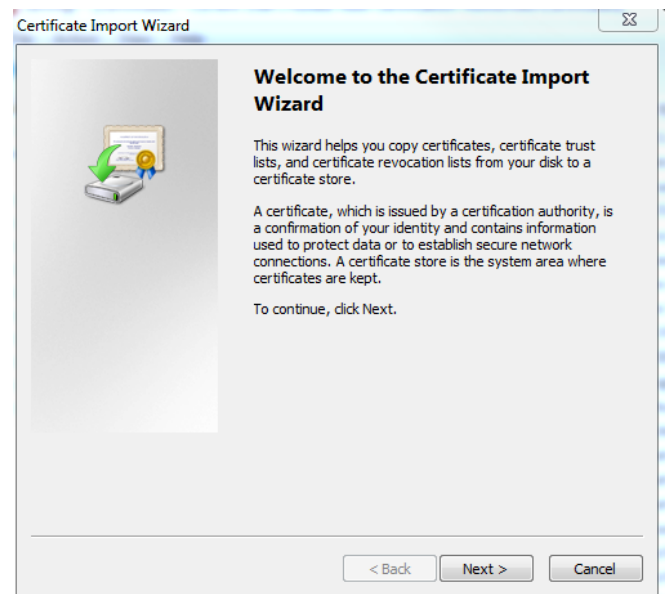 Certificate Import Wizard
Welcome to the Certificate Import
Wizard
This wizard helps you copy certificates, certificate trust
lists, and certificate revocation lists from your disk to a
certificate store.
A certificate, which is issued by a certification authority, is
a confirmation of your identity and contains information
used to protect data or to establish secure network
connections. A certificate store is the system area where
certificates are kept.
To continue, click Next.
< Back Next > Cancel